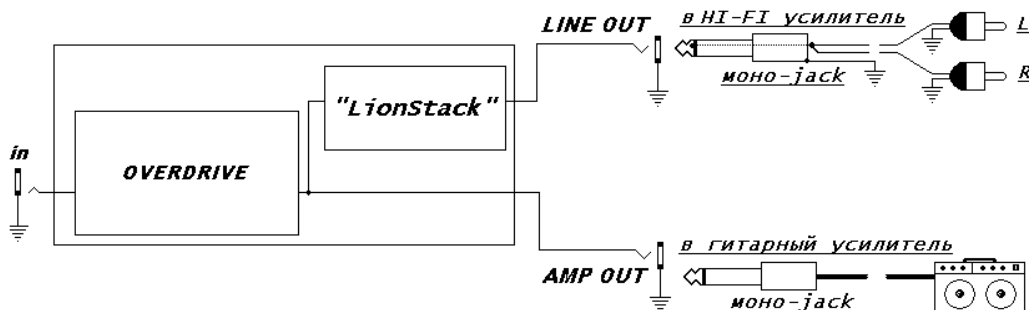 LINE OUT
в HI-FI усилитель
L
моно-jack
R
"LionStack"
in
OVERDRIVE
в гитарный усилитель
AMP OUT
моно-jack